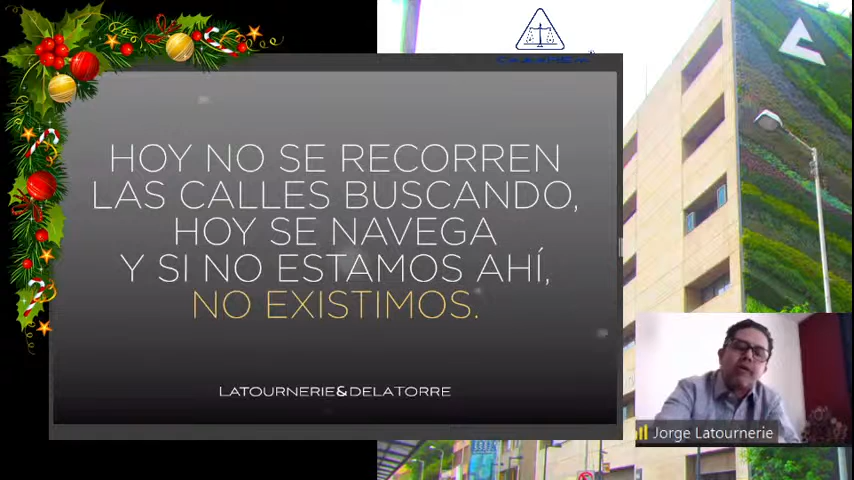 HOY NO SE RECORREN
LAS CALLES BUSCANDO,
HOY SE NAVEGA
Y SI NO ESTAMOS AHÍ,
NO EXISTIMOS.
LATOURNERIE&DELATORRE
Jorge Latournerie